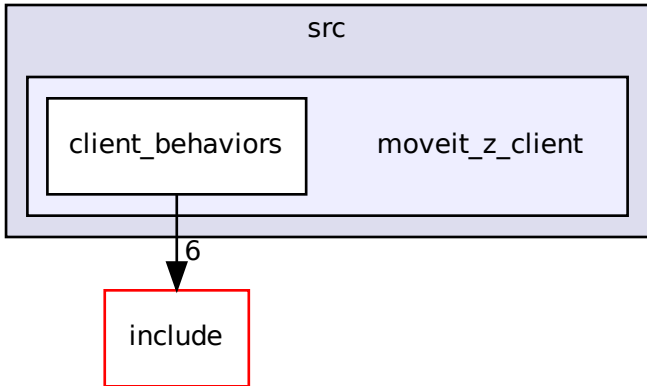 src
client_behaviors
moveit_z_client
6
include